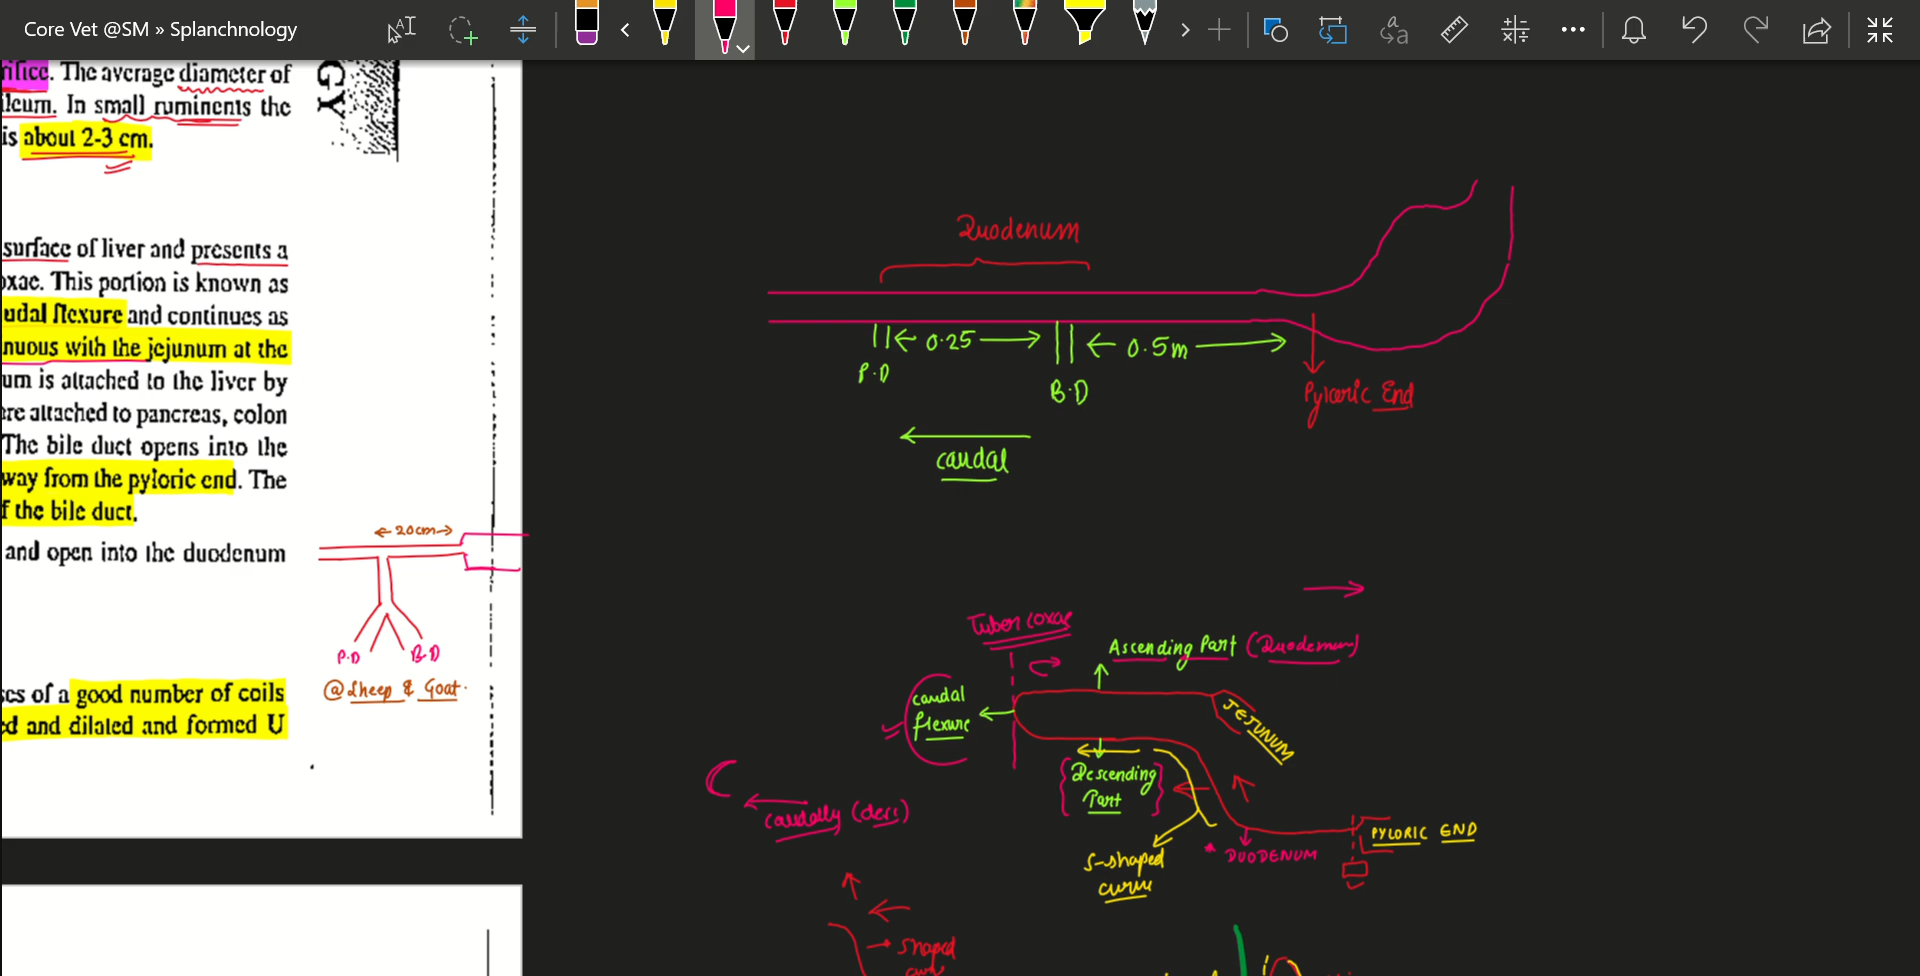 Core Vet @SM » Splanchnology
The average diameter of
ileum. In small ruminents the
is about 2-3 cm.
GY
surface of liver and presents a
oxae. This portion is known as
udal flexure and continues as
nuous with the jejunum at the
um is attached to the liver by
are attached to pancreas, colon
The bile duct opens into the
way from the pyloric end. The
f the bile duct.
and open into the duodenum
ses of a good number of coils
ed and dilated and formed U
20cm
P.D
B.D
@ Sheep & Goat.
Duodenum
0.25
0.5m
P.D
B.D
Pyloric End
caudal
Tuber coxae
Ascending Part (Duodenum)
caudal
flexure
JEJUNUM
Descending
Part
caudally (desc)
S-shaped
curve
DUODENUM
PYLORIC END
shaped